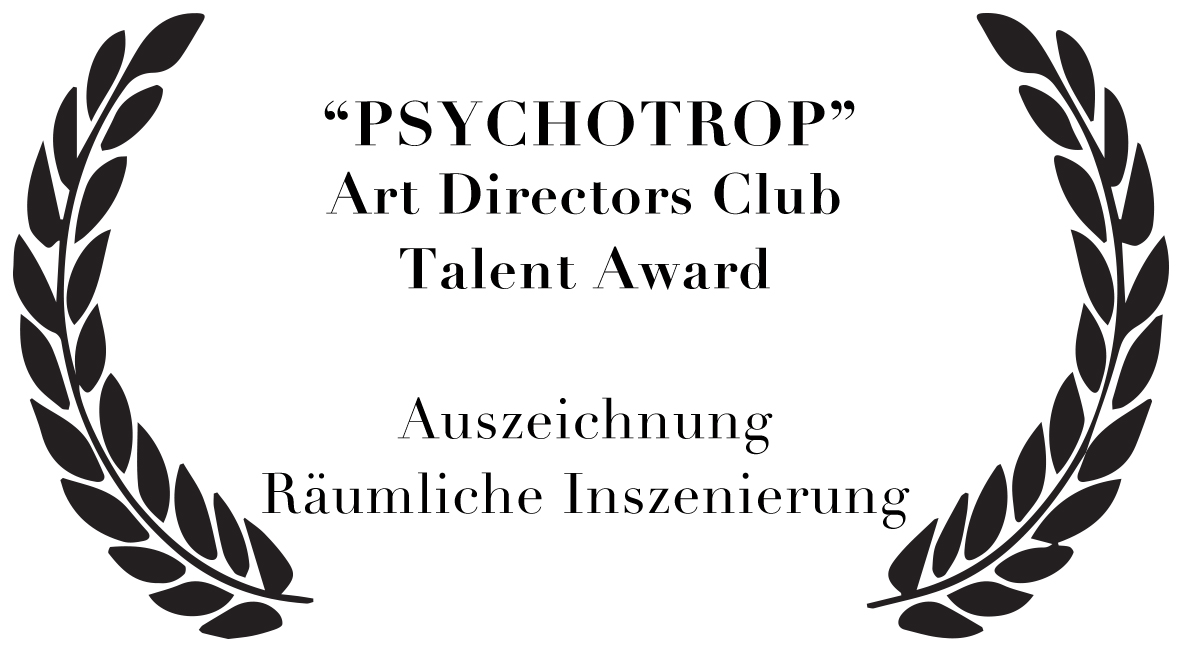 “PSYCHOTROP”
Art Directors Club
Talent Award
Auszeichnung
Räumliche Inszenierung